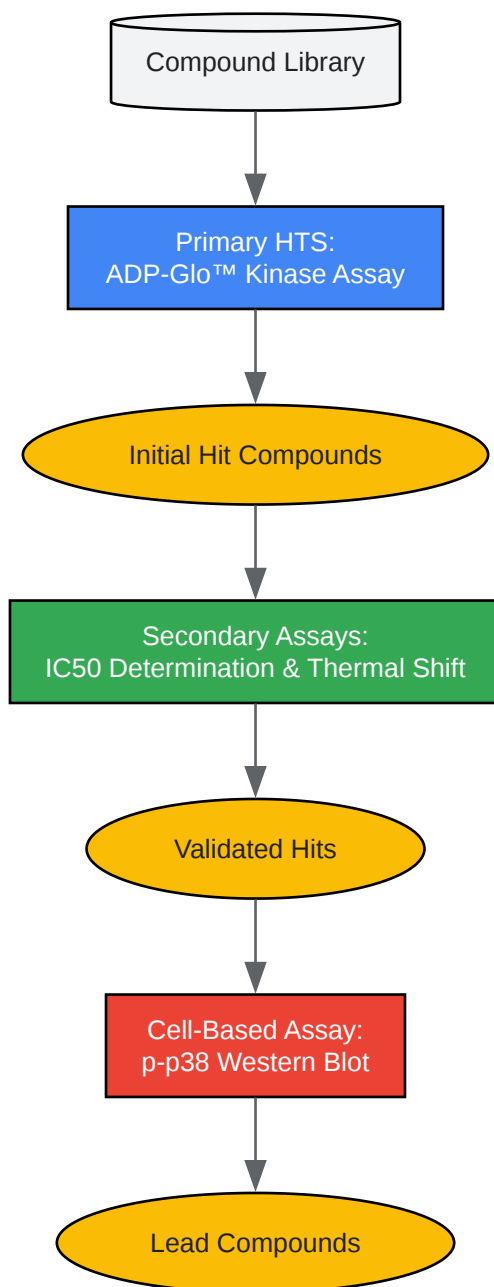 Compound Library
Primary HTS:
ADP-Glo™ Kinase Assay
Initial Hit Compounds
Secondary Assays:
IC50 Determination & Thermal Shift
Validated Hits
Cell-Based Assay:
p-p38 Western Blot
Lead Compounds